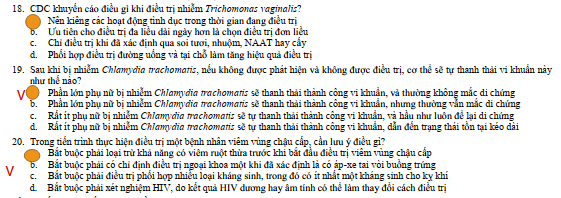 18. CDC khuyến cáo điều gì khi điều trị nhiễm Trichomonas vaginalis?
Nên kiêng các hoạt động tình dục trong thời gian đang điều trị
b. Ưu tiên cho điều trị đa liều dài ngày hơn là chọn điều trị đơn liều
c. Chỉ điều trị khi đã xác định qua soi tươi, nhuộm, NAAT hay cấy
d. Phối hợp điều trị đường uống và tại chỗ làm tăng hiệu quả điều trị
19. Sau khi bị nhiễm Chlamydia trachomatis, nếu không được phát hiện và không được điều trị, cơ thể sẽ tự thanh thải vi khuẩn này
như thế nào?
V Phần lớn phụ nữ bị nhiễm Chlamydia trachomatis sẽ thanh thải thành công vi khuẩn, và thường không mắc di chứng
b. Phần lớn phụ nữ bị nhiễm Chlamydia trachomatis sẽ thanh thải thành công vi khuẩn, nhưng thường vẫn mắc di chứng
c. Rất ít phụ nữ bị nhiễm Chlamydia trachomatis sẽ tự thanh thải thành công vi khuẩn, và hầu như luôn để lại di chứng
d. Rất ít phụ nữ bị nhiễm Chlamydia trachomatis sẽ tự thanh thải thành công vi khuẩn, dẫn đến trạng thái tồn tại kéo dài
20. Trong tiến trình thực hiện điều trị một bệnh nhân viêm vùng chậu cấp, cần lưu ý điều gì?
Bắt buộc phải loại trừ khả năng có viêm ruột thừa trước khi bắt đầu điều trị viêm vùng chậu cấp
b. Bắt buộc phải có chỉ định điều trị ngoại khoa một khi đã xác định là có áp-xe tai vòi buồng trứng
V c. Bắt buộc phải điều trị phối hợp nhiều loại kháng sinh, trong đó có ít nhất một kháng sinh cho kỵ khí
d. Bắt buộc phải xét nghiệm HIV, do kết quả HIV dương hay âm tính có thể làm thay đổi cách điều trị